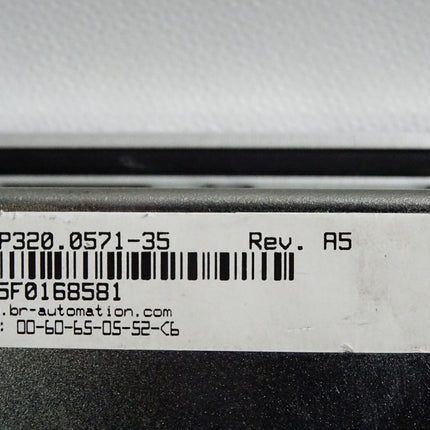 P320.0571-35 Rev. A5
5F0168581
.br-automation.com
: 00-60-65-05-52-C6